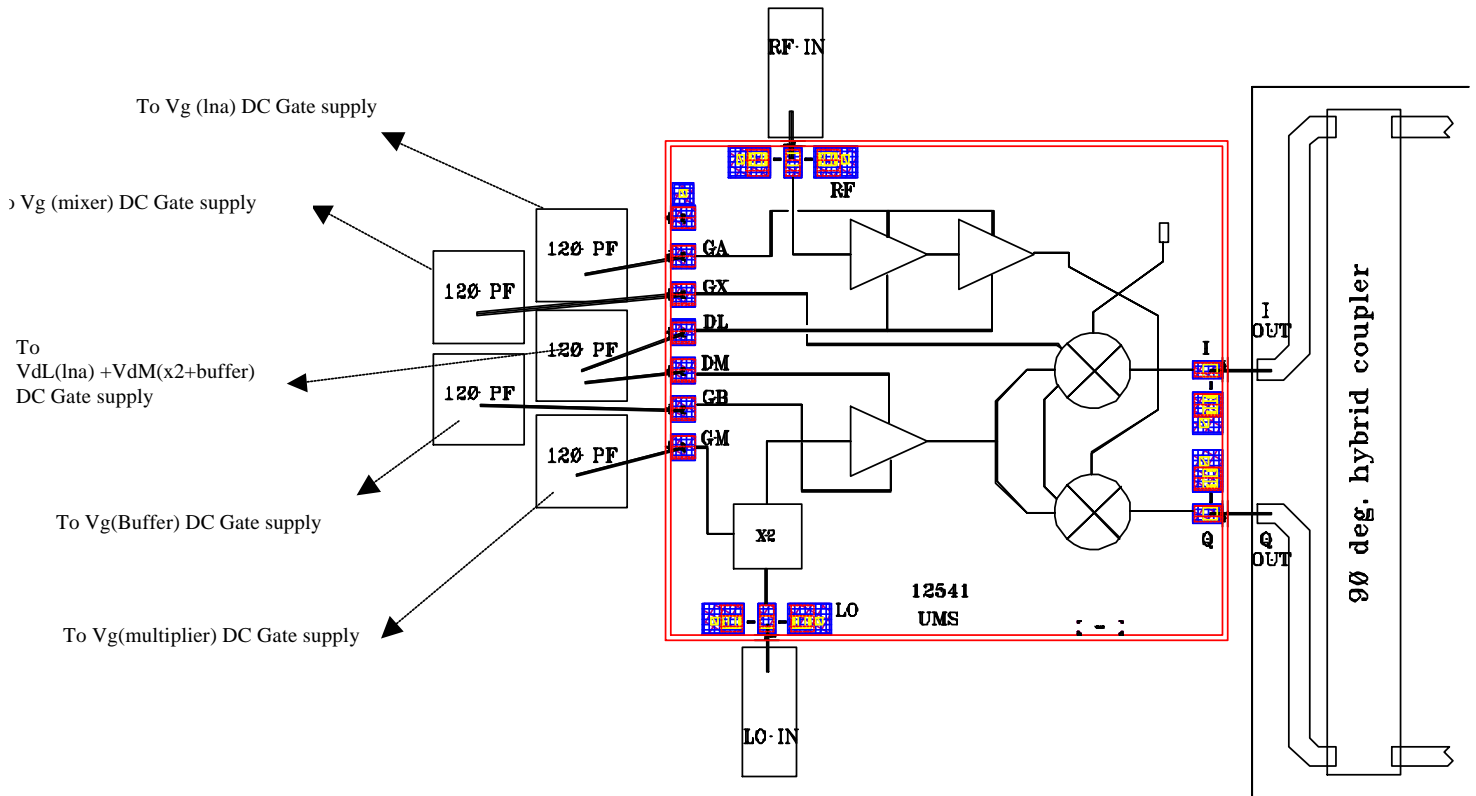 RF-IN
To Vg (lna) DC Gate supply
RF
Vg (mixer) DC Gate supply
120 PF
GA
120 PF
GX
To
VdL(lna) +VdM(x2+buffer)
DC Gate supply
120 PF
DL
DM
120 PF
GB
120 PF
GM
To Vg(Buffer) DC Gate supply
To Vg(multiplier) DC Gate supply
X2
I
Q
I
OUT
Q
OUT
90 deg. hybrid coupler
12541
UMS
LO
LO-IN